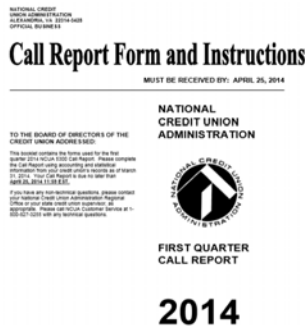 NATIONAL CREDIT
UNION ADMINISTRATION
ALEXANDRIA, VA 22314-3428
OFFICIAL BUSINESS
Call Report Form and Instructions
MUST BE RECEIVED BY: APRIL 25, 2014
NATIONAL
CREDIT UNION
ADMINISTRATION
TO THE BOARD OF DIRECTORS OF THE
CREDIT UNION ADDRESSED:
This booklet contains the forms used for the first
quarter 2014 NCUA 5300 Call Report. Please complete
the Call Report using accounting and statistical
information from your credit union's records as of March
31, 2014. Your Call Report is due no later than
April 25, 2014 11:59 EST.
If you have any non-technical questions, please contact
your National Credit Union Administration Regional
Office or your state credit union supervisor, as
appropriate. Please call NCUA Customer Service at 1-
800-827-3255 with any technical questions.
NATIONAL CREDIT UNION
ADMINISTRATION
FIRST QUARTER
CALL REPORT
2014